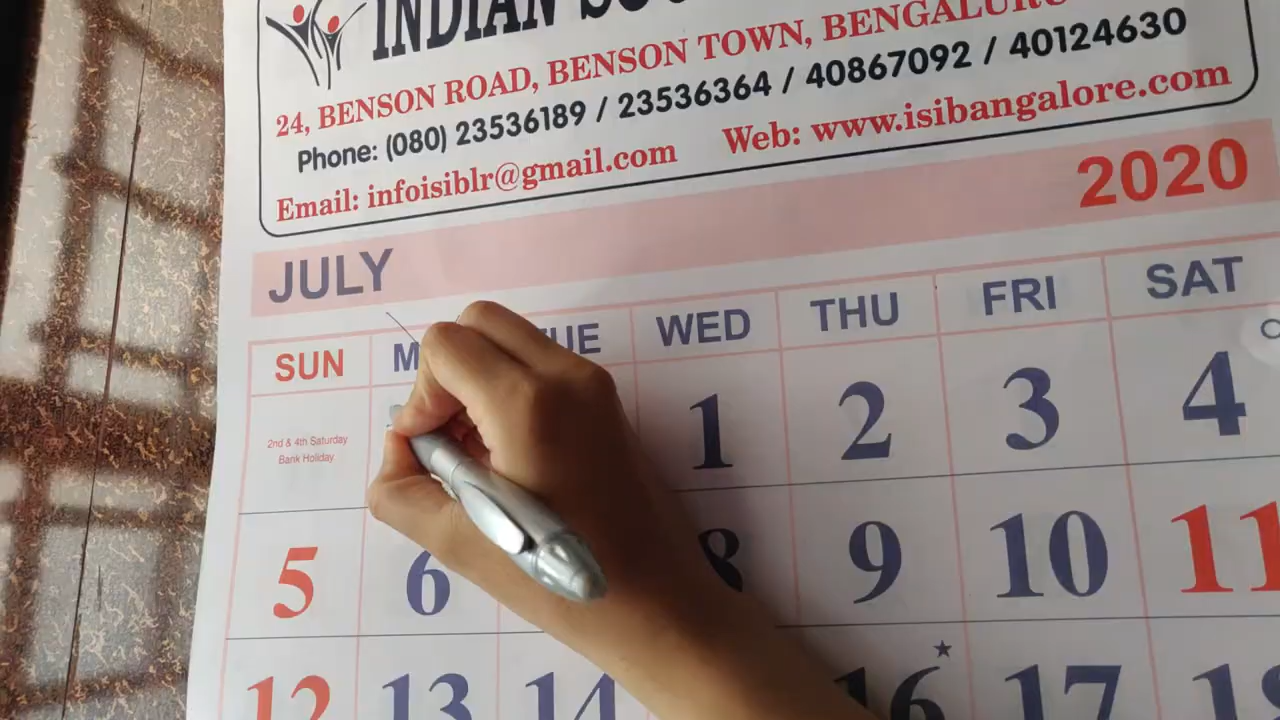 INDIAN
24, BENSON ROAD, BENSON TOWN, BENGALURU
Phone: (080) 23536189 / 23536364 / 40867092 / 40124630
Email: infoisiblr@gmail.com Web: www.isibangalore.com
2020
JULY
SUN WED THU FRI SAT
2nd & 4th Saturday
Bank Holiday
1 2 3 4
5 6 8 9 10 11
12 13 14 16 17